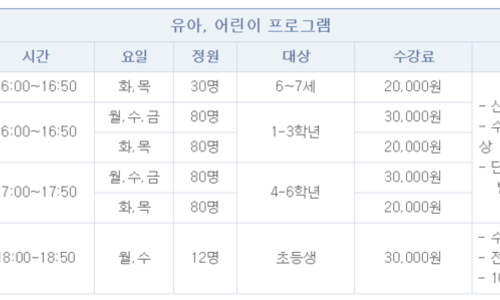 유아, 어린이 프로그램
시간 요일 정원 대상 수강료
6:00~16:50 화,목 30명 6~7세 20,000원
6:00~16:50 월,수,금 80명 1-3학년 30,000원
화,목 80명 20,000원
7:00~17:50 월,수,금 80명 4-6학년 30,000원
화,목 80명 20,000원
18:00-18:50 월,수 12명 초등생 30,000원
- 수
상
- 수
- 전
- 10